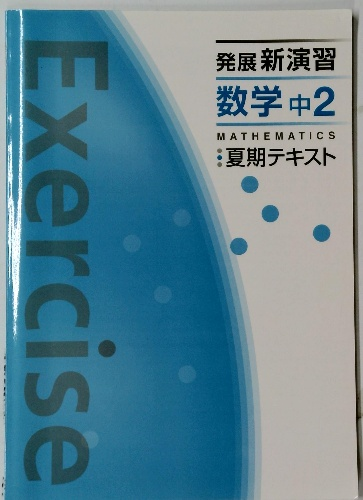 発展 新演習
数学 中2
MATHEMATICS
夏期テキスト
Exercise